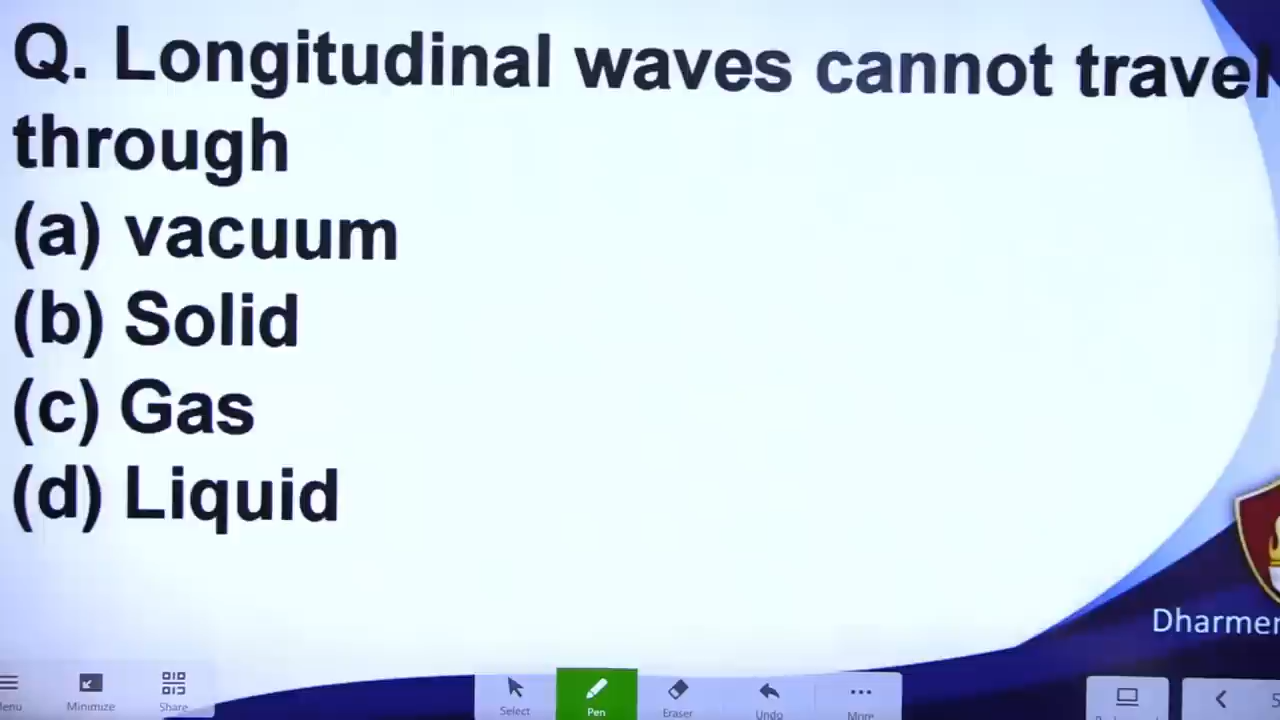 Q. Longitudinal waves cannot travel
through
(a) vacuum
(b) Solid
(c) Gas
(d) Liquid
Minimize
Share
Select
Pen
Eraser
Undo
More